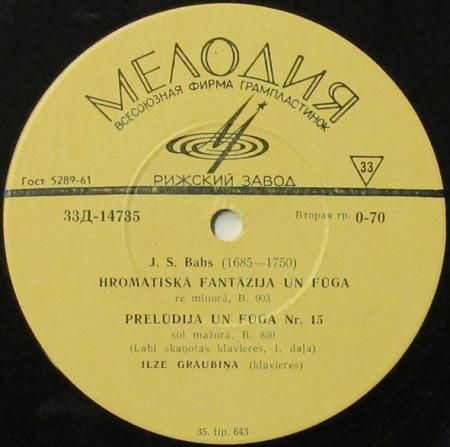 МЕЛОДИЯ
ВСЕСОЮЗНАЯ ФИРМА ГРАМПЛАСТИНОК
Гост 5289-61
33
РИЖСКИЙ ЗАВОД
33Д-14735
Вторая гр. 0-70
J. S. Bahs (1685—1750)
HROMATISKĀ FANTĀZIJA UN FŪGA
re minorā, B. 903
PRELŪDIJA UN FŪGA Nr. 15
sol mažorā, B. 850
(Labi skaņotas klavieres, 1. daļa)
ILZE GRAUBIŅA (klavieres)
35. tip. 643